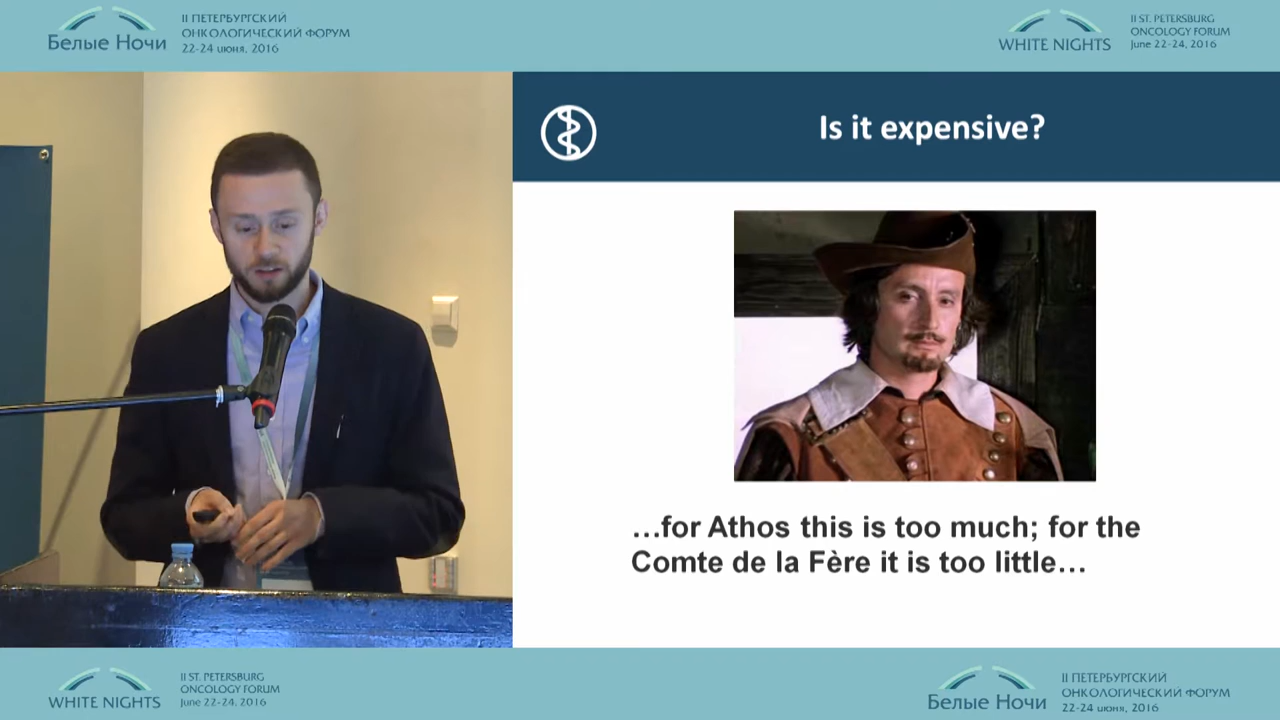 Белые Ночи
II ПЕТЕРБУРГСКИЙ
ОНКОЛОГИЧЕСКИЙ ФОРУМ
22-24 июня, 2016
WHITE NIGHTS
II ST. PETERSBURG
ONCOLOGY FORUM
June 22-24, 2016
Is it expensive?
...for Athos this is too much; for the
Comte de la Fère it is too little...
WHITE NIGHTS
II ST. PETERSBURG
ONCOLOGY FORUM
June 22-24, 2016
Белые Ночи
II ПЕТЕРБУРГСКИЙ
ОНКОЛОГИЧЕСКИЙ ФОРУМ
22-24 июня, 2016